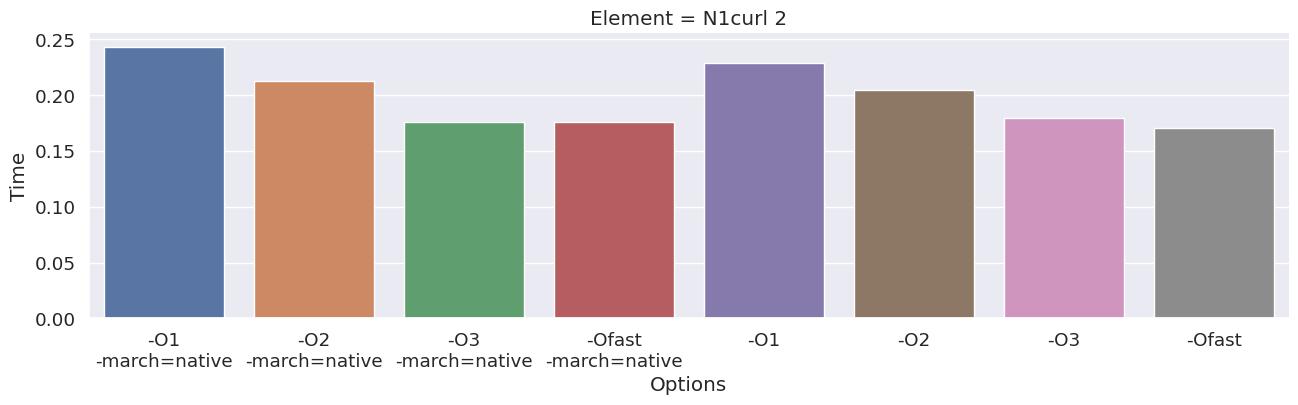 Element = N1curl 2
Time
0.25
0.20
0.15
0.10
0.05
0.00
-O1
-march=native
-O2
-march=native
-O3
-march=native
-Ofast
-march=native
-O1
-O2
-O3
-Ofast
Options